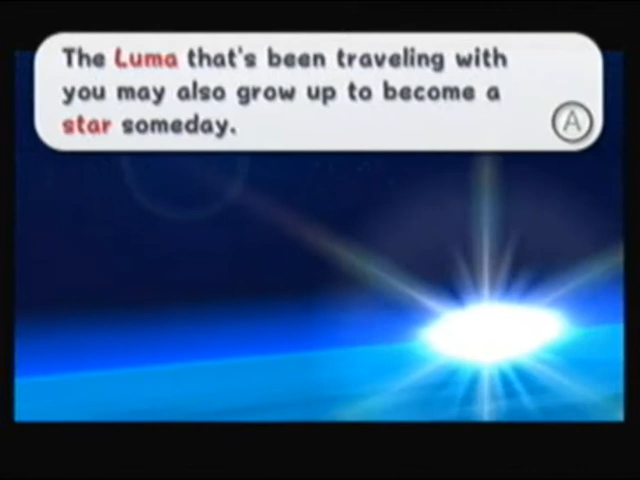 The Luma that's been traveling with
you may also grow up to become a
star someday.
A